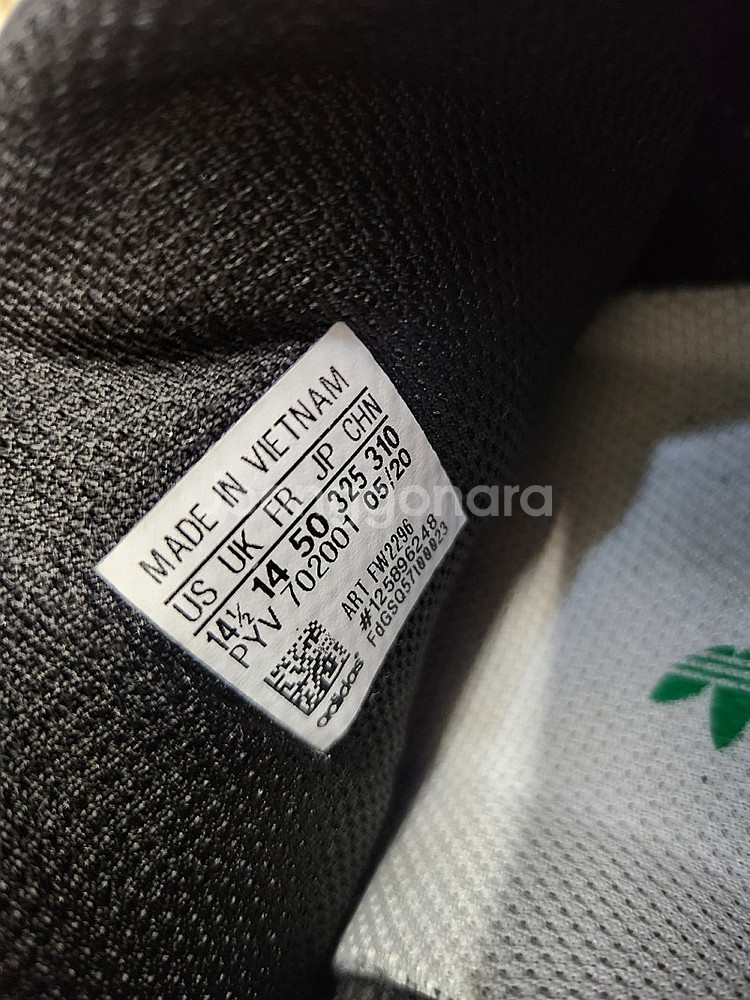 MADE IN VIETNAM
US UK FR JP CHN
14½ 14 50 325 310
PYV 702001 05/20
ART FW2296
#125896248
adidas